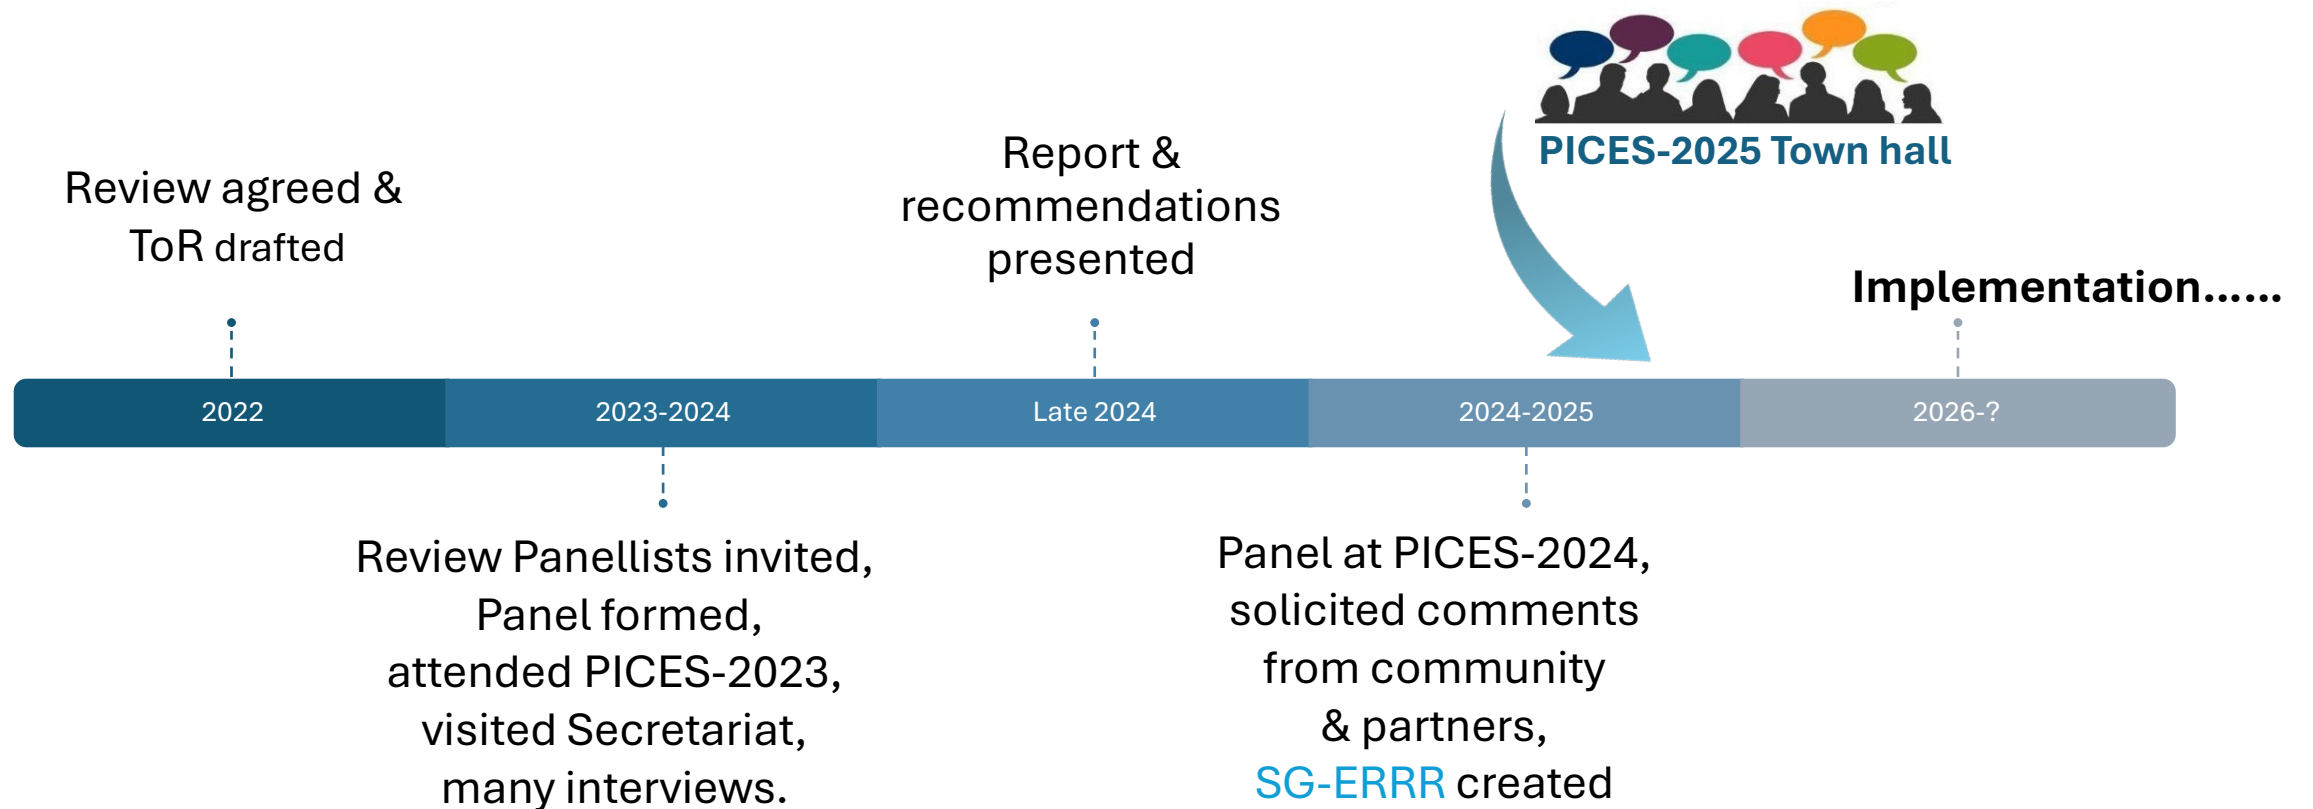 PICES-2025 Town hall
Review agreed &
ToR drafted
Report &
recommendations
presented
Implementation......
2022
2023-2024
Late 2024
2024-2025
2026-?
Review Panellists invited,
Panel formed,
attended PICES-2023,
visited Secretariat,
many interviews.
Panel at PICES-2024,
solicited comments
from community
& partners,
SG-ERRR created